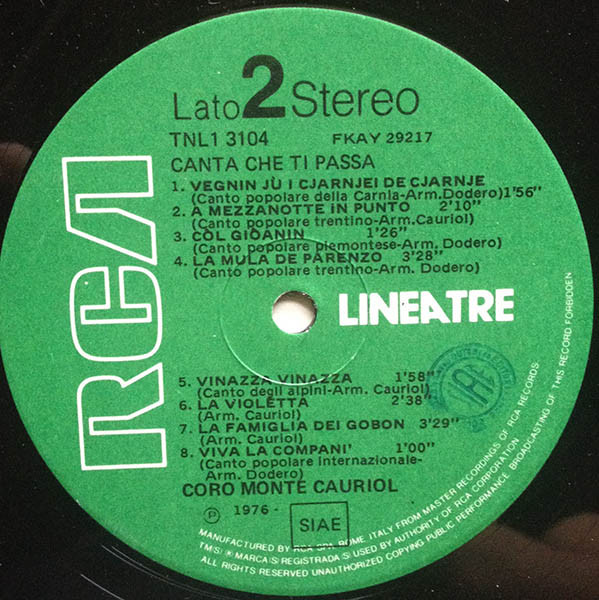 Lato 2 Stereo
TNL1 3104 FKAY 29217
CANTA CHE TI PASSA
1. VEGNIN JÙ I CJARNJEI DE CJARNJE
(Canto popolare della Carnia-Arm. Dodero) 1'56"
2. A MEZZANOTTE iN PUNTO 2'10"
(Canto popolare trentino-Arm. Cauriol)
3. CÒL GIÖANIN 1'26"
(Canto popolare piemontese-Arm. Dodero)
4. LA MULA DE PARENZO 3'28"
(Canto popolare trentino-Arm. Dodero)
RCA
LINEATRE
5. VINAZZA VINAZZA 1'58"
(Canto degli alpini-Arm. Cauriol)
6. LA VIOLETTA 2'38"
(Arm. Cauriol)
7. LA FAMIGLIA DEI GOBON 3'29"
(Arm. Cauriol)
8. VIVA LA COMPANI' 1'00"
(Canto popolare internazionale-
Arm. Dodero)
CORO MONTE CAURIOL
Ⓟ 1976 - SIAE
MANUFACTURED BY RCA SPA ROME, ITALY FROM MASTER RECORDINGS OF RCA RECORDS
TM(S) ® MARCA(S) REGISTRADA(S) USED BY AUTHORITY OF RCA CORPORATION
ALL RIGHTS RESERVED UNAUTHORIZED COPYING PUBLIC PERFORMANCE BROADCASTING OF THIS RECORD FORBIDDEN